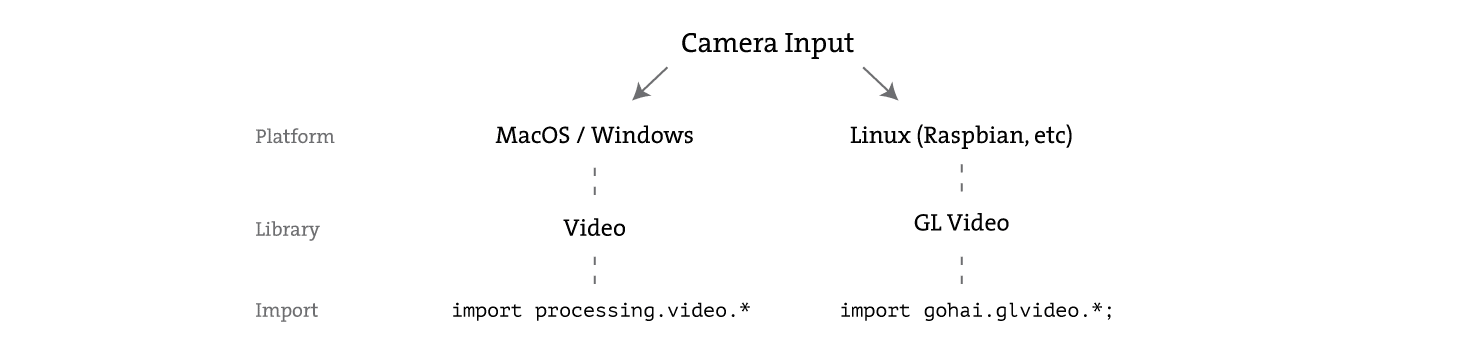 Camera Input
Platform MacOS / Windows Linux (Raspbian, etc)
Library Video GL Video
Import import processing.video.* import gohai.glvideo.*;